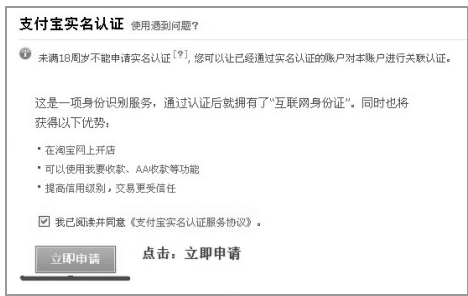 支付宝实名认证 使用遇到问题?
未满18周岁不能申请实名认证[?],您可以让已经通过实名认证的账户对本账户进行关联认证。
这是一项身份识别服务，通过认证后就拥有了"互联网身份证"。同时也将
获得以下优势：
• 在淘宝网上开店
• 可以使用我要收款、AA收款等功能
• 提高信用级别，交易更受信任
我已阅读并同意《支付宝实名认证服务协议》。
立即申请 点击：立即申请